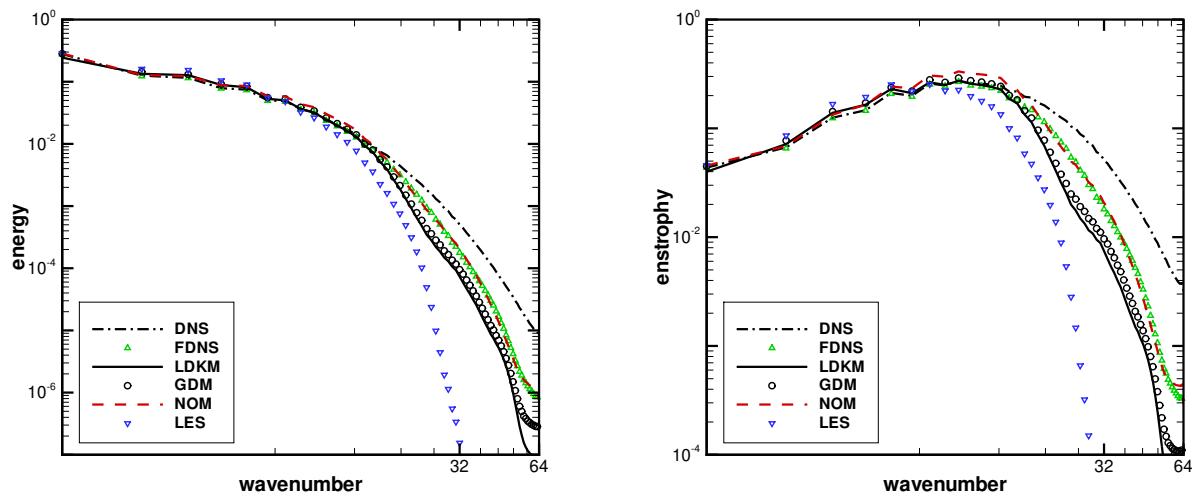 10^0
10^-2
10^-4
10^-6
energy
DNS
FDNS
LDKM
GDM
NOM
LES
32
64
wavenumber
10^0
10^-2
10^-4
enstrophy
DNS
FDNS
LDKM
GDM
NOM
LES
32
64
wavenumber